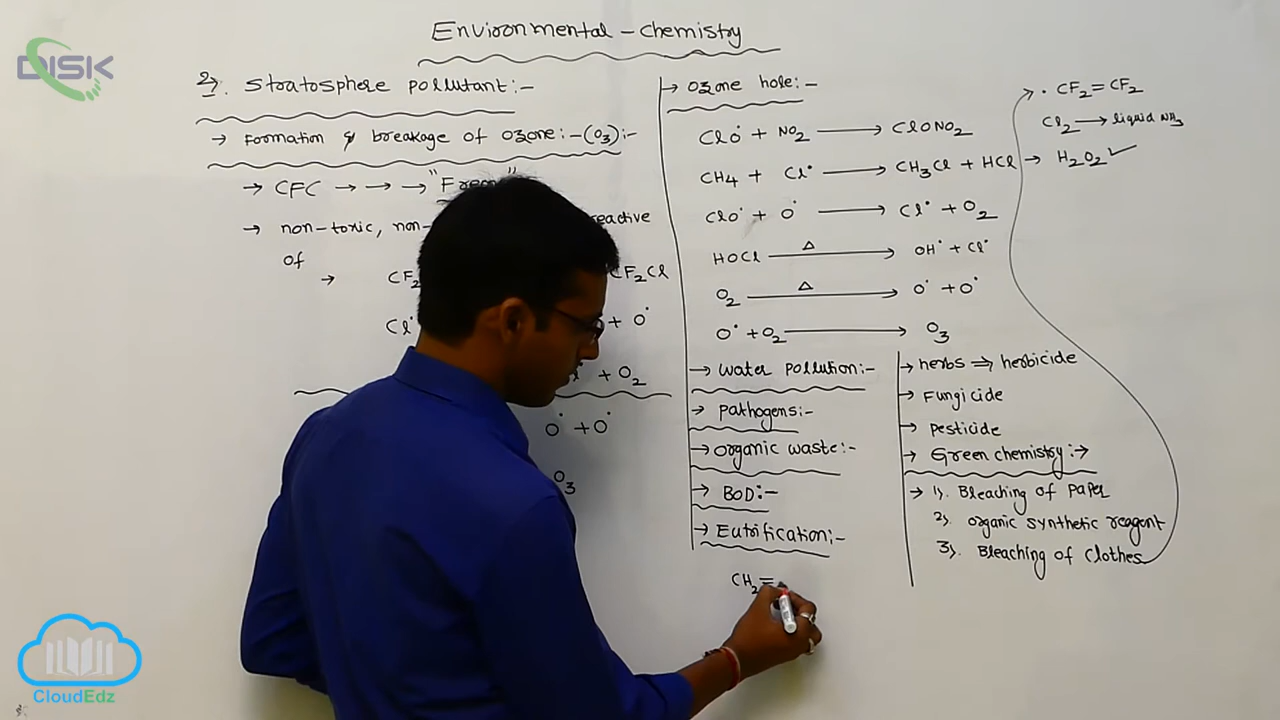 Environmental-chemistry
DISK
2). Stratosphere pollutant:-
→ Formation & breakage of Ozone:-(O3):-
→ CFC → → → "Freon"
→ non-toxic, non- reactive
of → CF2 CF2Cl
Cl• + O•
+ O2
O• + O•
O3
→ Ozone hole:-
ClO• + NO2 → ClONO2
CH4 + Cl• → CH3Cl + HCl
ClO• + O• → Cl• + O2
HOCl △→ OH• + Cl•
O2 △→ O• + O•
O• + O2 → O3
→ water pollution:-
→ pathogens:-
→ organic waste:-
→ BOD:-
→ Eutrification:-
CH2=
→ herbs ⇒ herbicide
→ Fungicide
→ pesticide
→ Green chemistry:→
→ 1). Bleaching of Paper
2). organic synthetic reagent
3). Bleaching of clothes
→ • CF2=CF2
Cl2 → liquid NH3
→ H2O2 ✓
CloudEdz